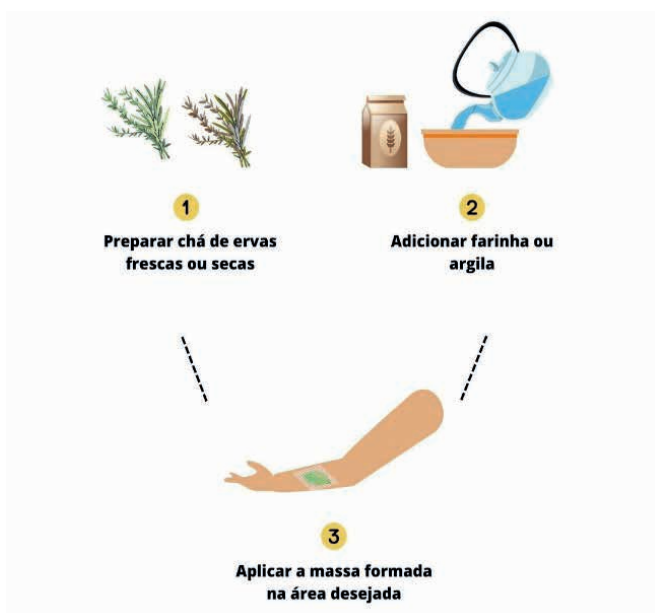 1
Preparar chá de ervas
frescas ou secas
2
Adicionar farinha ou
argila
3
Aplicar a massa formada
na área desejada